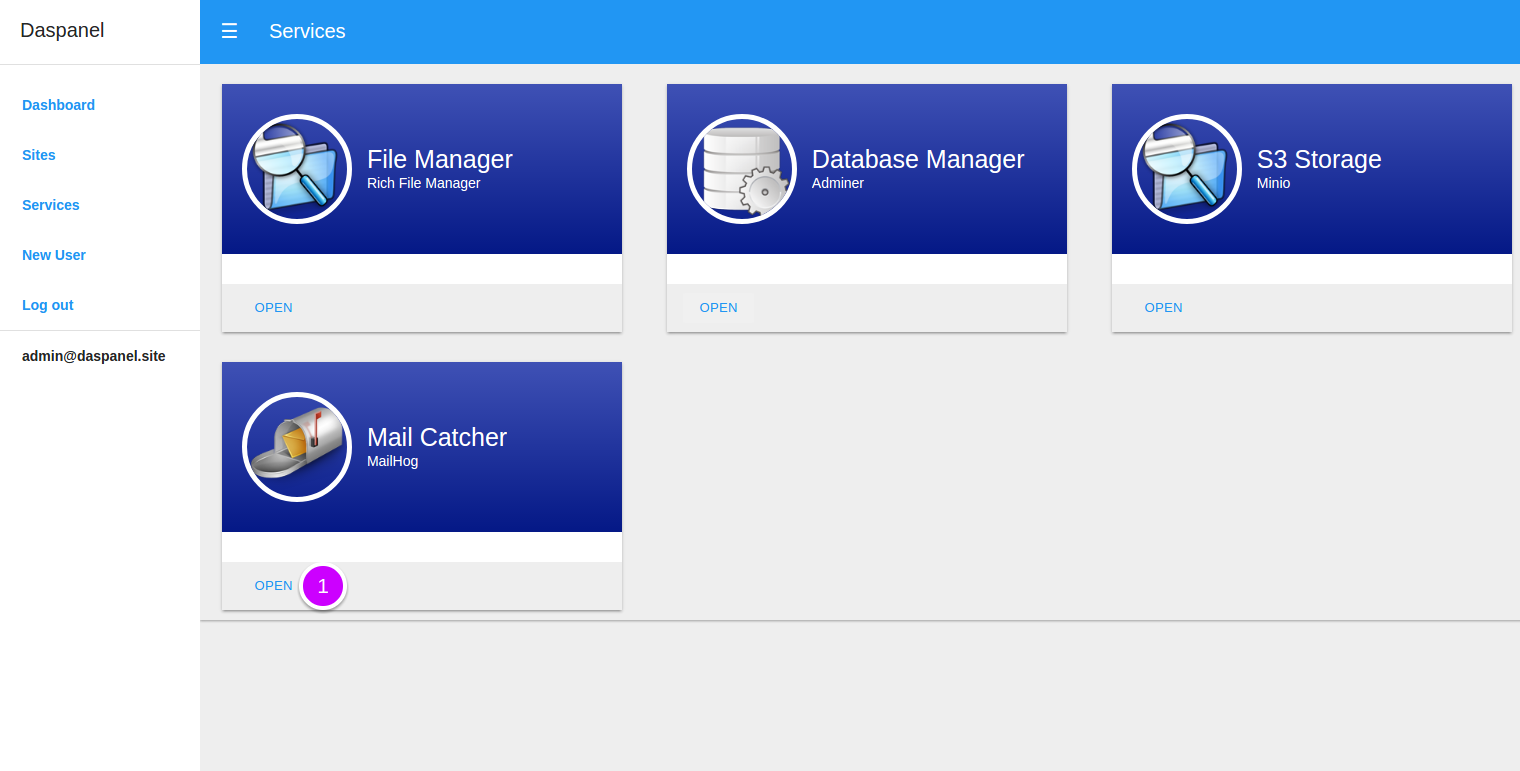 Daspanel
Dashboard
Sites
Services
New User
Log out
admin@daspanel.site
☰ Services
File Manager
Rich File Manager
OPEN
Database Manager
Adminer
OPEN
S3 Storage
Minio
OPEN
Mail Catcher
MailHog
OPEN 1